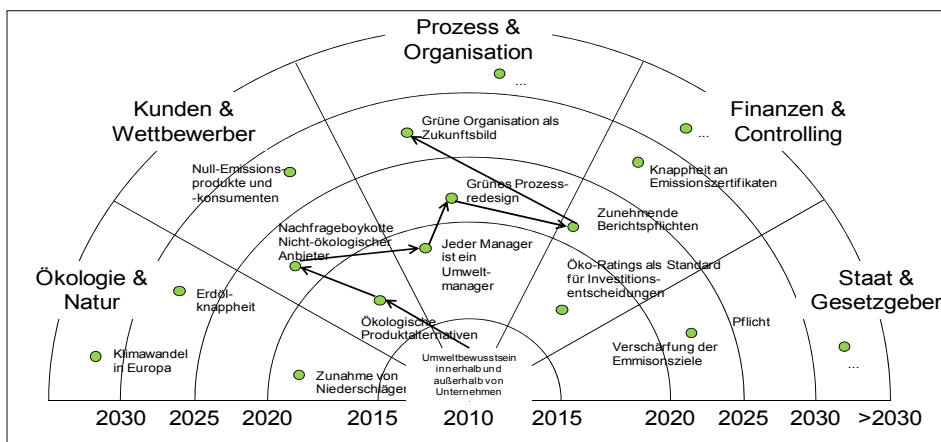 Prozess &
Organisation
...
Kunden &
Wettbewerber
Finanzen &
Controlling
...
Grüne Organisation als
Zukunftsbild
Null-Emissions-
produkte und
-konsumenten
Knappheit an
Emissionszertifikaten
Grünes Prozess-
redesign
Zunehmende
Berichtspflichten
Nachfrageboykotte
Nicht-ökologischer
Anbieter
Jeder Manager
ist ein
Umwelt-
manager
Ökologie &
Natur
Erdöl-
knappheit
Öko-Ratings als Standard
für Investitions-
entscheidungen
Staat &
Gesetzgeber
Ökologische
Produktalternativen
Pflicht
Verschärfung der
Emmisonsziele
Klimawandel
in Europa
Zunahme von
Niederschlägen
Umweltbewusstsein
innerhalb und
außerhalb von
Unternehmen
...
2030 2025 2020 2015 2010 2015 2020 2025 2030 >2030